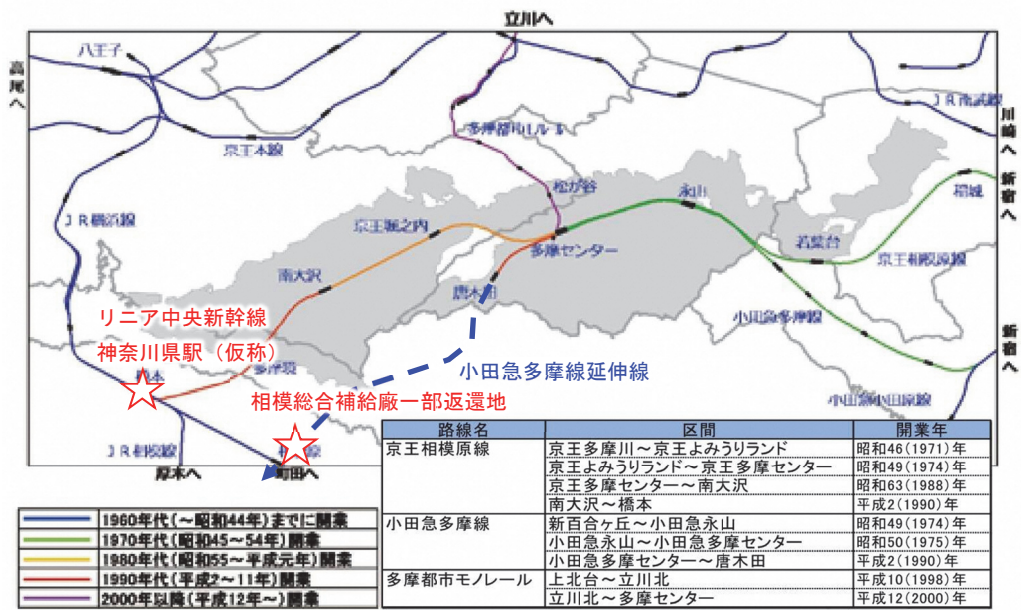 立川へ
八王子
高尾へ
JR南武線
川崎へ
多摩都市モノレール
京王本線
松が谷
永山
稲城
新宿へ
JR横浜線
京王堀之内
多摩センター
若葉台
京王相模原線
南大沢
唐木田
リニア中央新幹線
神奈川県駅（仮称）
小田急多摩線
新宿へ
多摩境
小田急多摩線延伸線
橋本
相模総合補給廠一部返還地
小田急小田原線
JR相模線
厚木へ
町田へ
路線名 区間 開業年
京王相模原線 京王多摩川～京王よみうりランド 昭和46(1971)年
京王よみうりランド～京王多摩センター 昭和49(1974)年
京王多摩センター～南大沢 昭和63(1988)年
南大沢～橋本 平成2(1990)年
小田急多摩線 新百合ヶ丘～小田急永山 昭和49(1974)年
小田急永山～小田急多摩センター 昭和50(1975)年
小田急多摩センター～唐木田 平成2(1990)年
多摩都市モノレール 上北台～立川北 平成10(1998)年
立川北～多摩センター 平成12(2000)年
1960年代(～昭和44年)までに開業
1970年代(昭和45～54年)開業
1980年代(昭和55～平成元年)開業
1990年代(平成2～11年)開業
2000年以降(平成12年～)開業